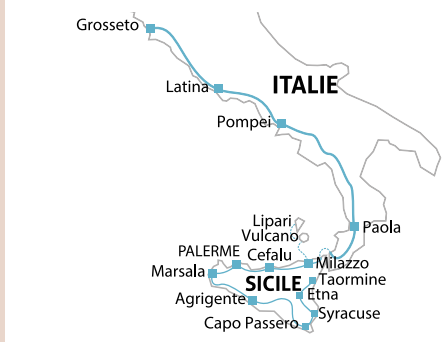 Grosseto
Latina
ITALIE
Pompei
Lipari
Paola
Vulcano
PALERME
Cefalu
Milazzo
Marsala
SICILE
Taormine
Agrigente
Etna
Capo Passero
Syracuse